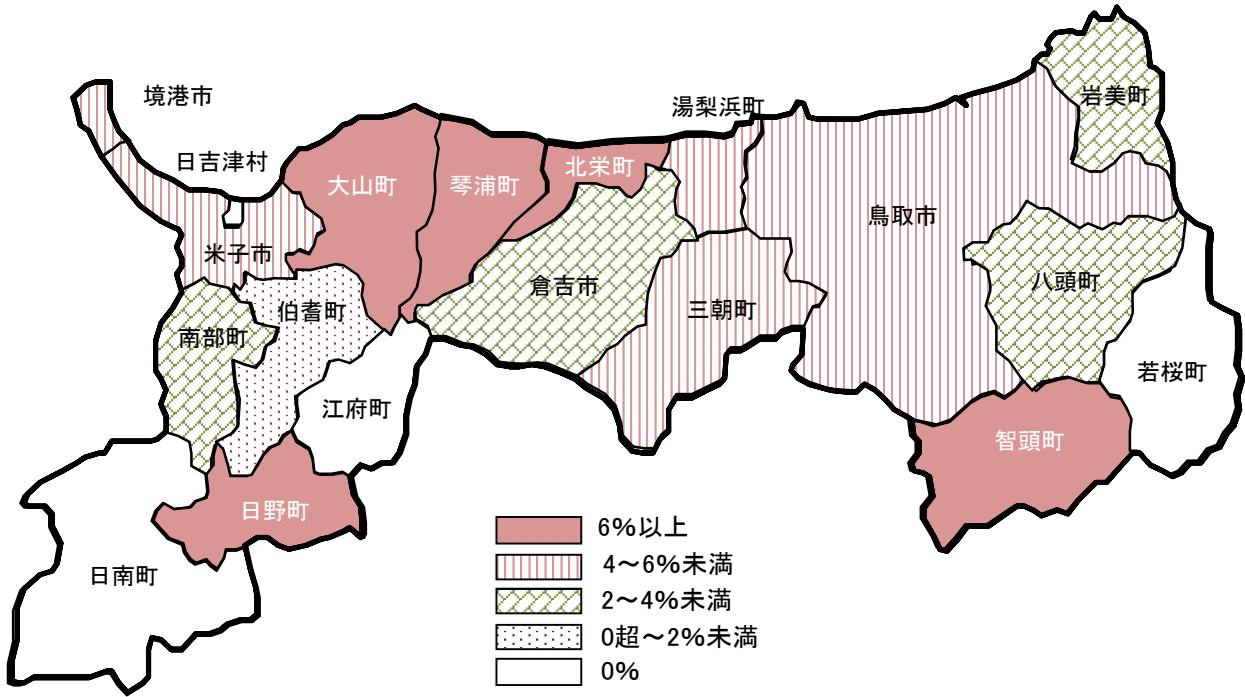 境港市
湯梨浜町
岩美町
日吉津村
大山町
琴浦町
北栄町
鳥取市
米子市
倉吉市
八頭町
伯耆町
三朝町
南部町
若桜町
江府町
智頭町
日野町
日南町
6%以上
4～6%未満
2～4%未満
0超～2%未満
0%